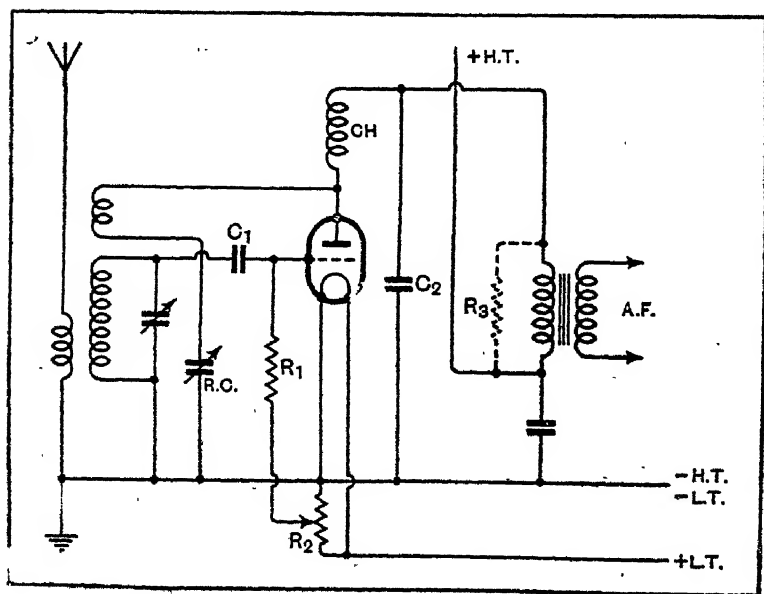 +H.T.
CH
C1
C2
R3
A.F.
R.C.
R1
-H.T.
-L.T.
R2
+L.T.